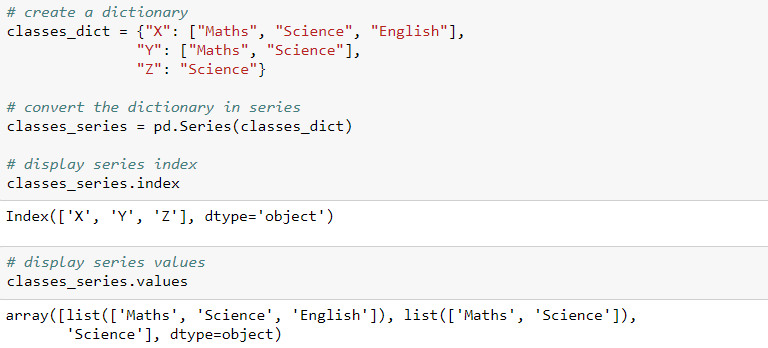 # create a dictionary
classes_dict = {"X": ["Maths", "Science", "English"],
                "Y": ["Maths", "Science"],
                "Z": "Science"}
# convert the dictionary in series
classes_series = pd.Series(classes_dict)
# display series index
classes_series.index
Index(['X', 'Y', 'Z'], dtype='object')
# display series values
classes_series.values
array([list(['Maths', 'Science', 'English']), list(['Maths', 'Science']),
       'Science'], dtype=object)